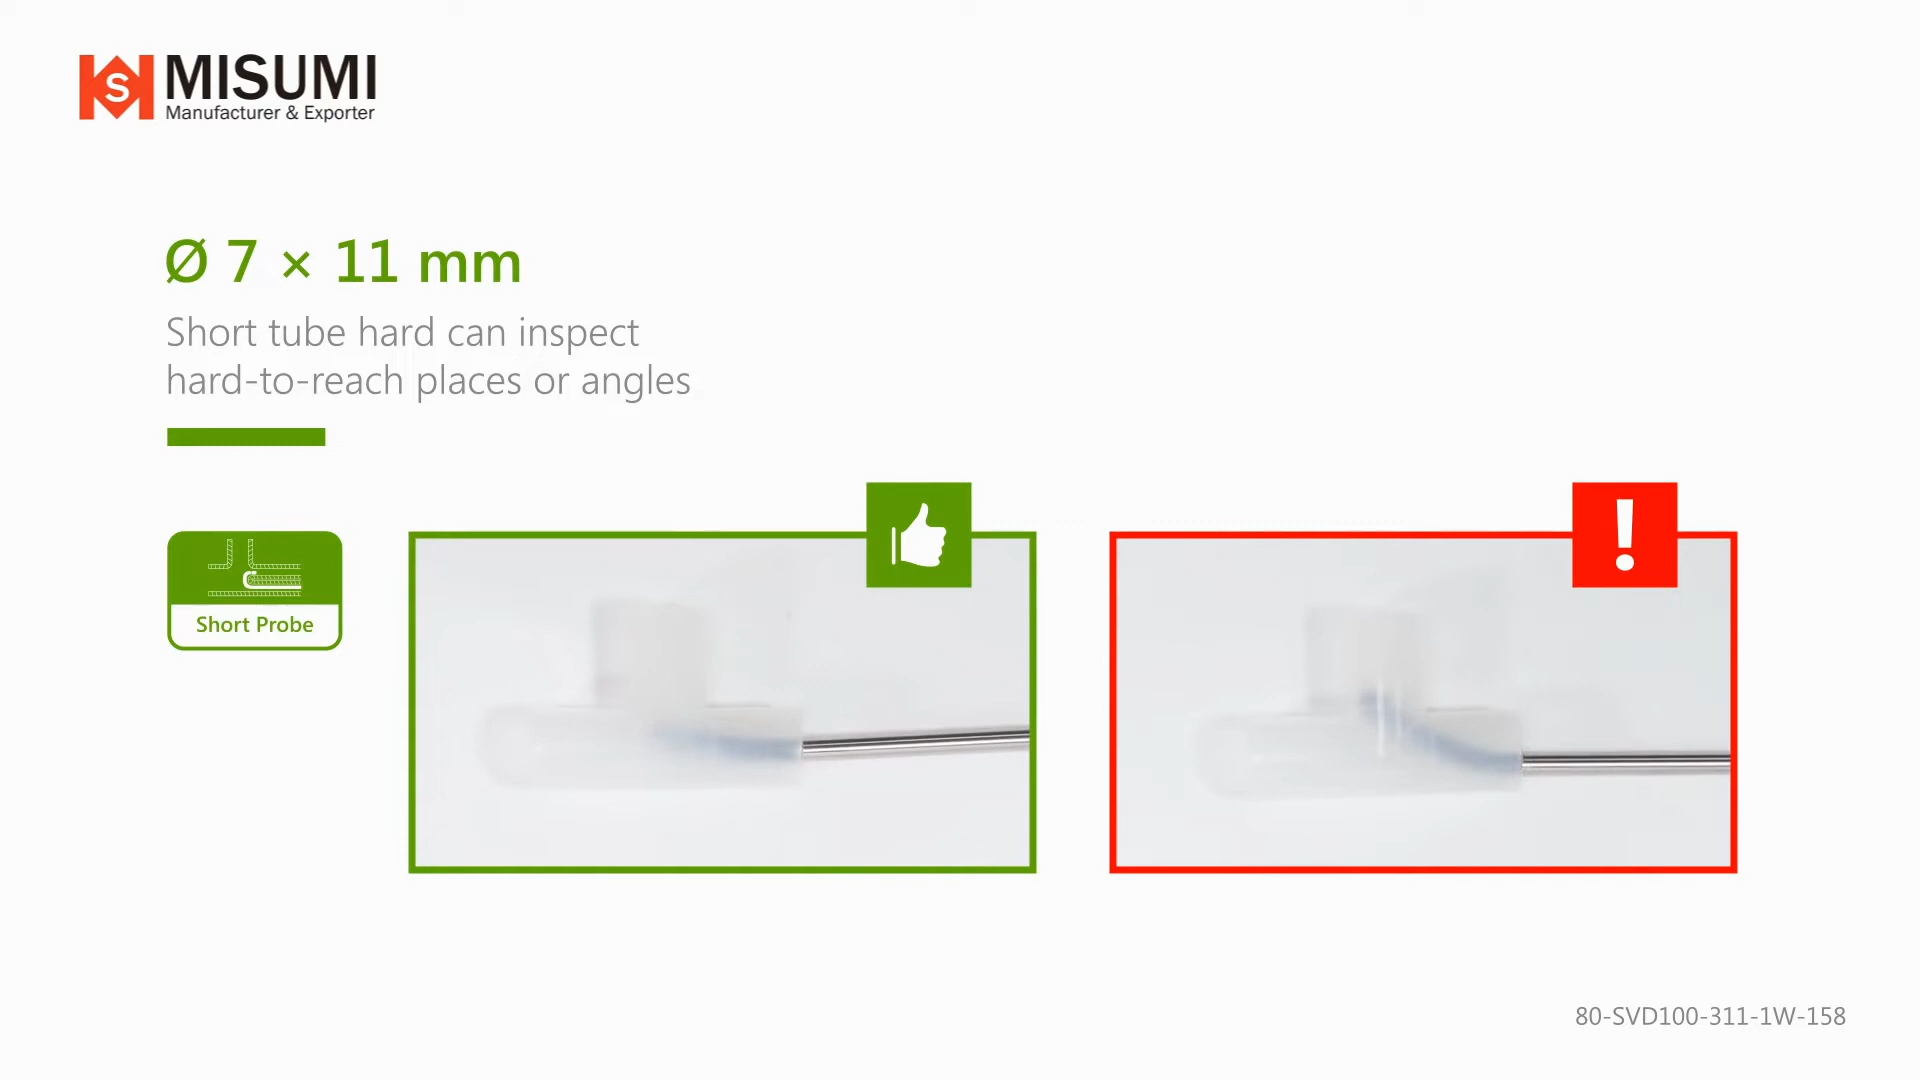 S
MISUMI
Manufacturer & Exporter
Ø 7 × 11 mm
Short tube hard can inspect
hard-to-reach places or angles
Short Probe
!
80-SVD100-311-1W-158